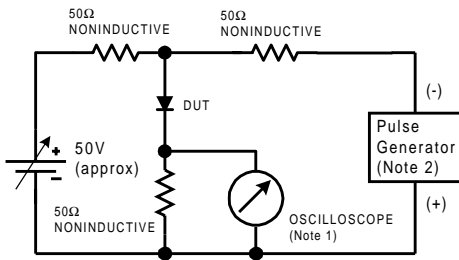 50Ω
NONINDUCTIVE
50Ω
NONINDUCTIVE
(-)
DUT
Pulse
Generator
(Note 2)
+
50V
(approx)
−
50Ω
NONINDUCTIVE
OSCILLOSCOPE
(Note 1)
(+)